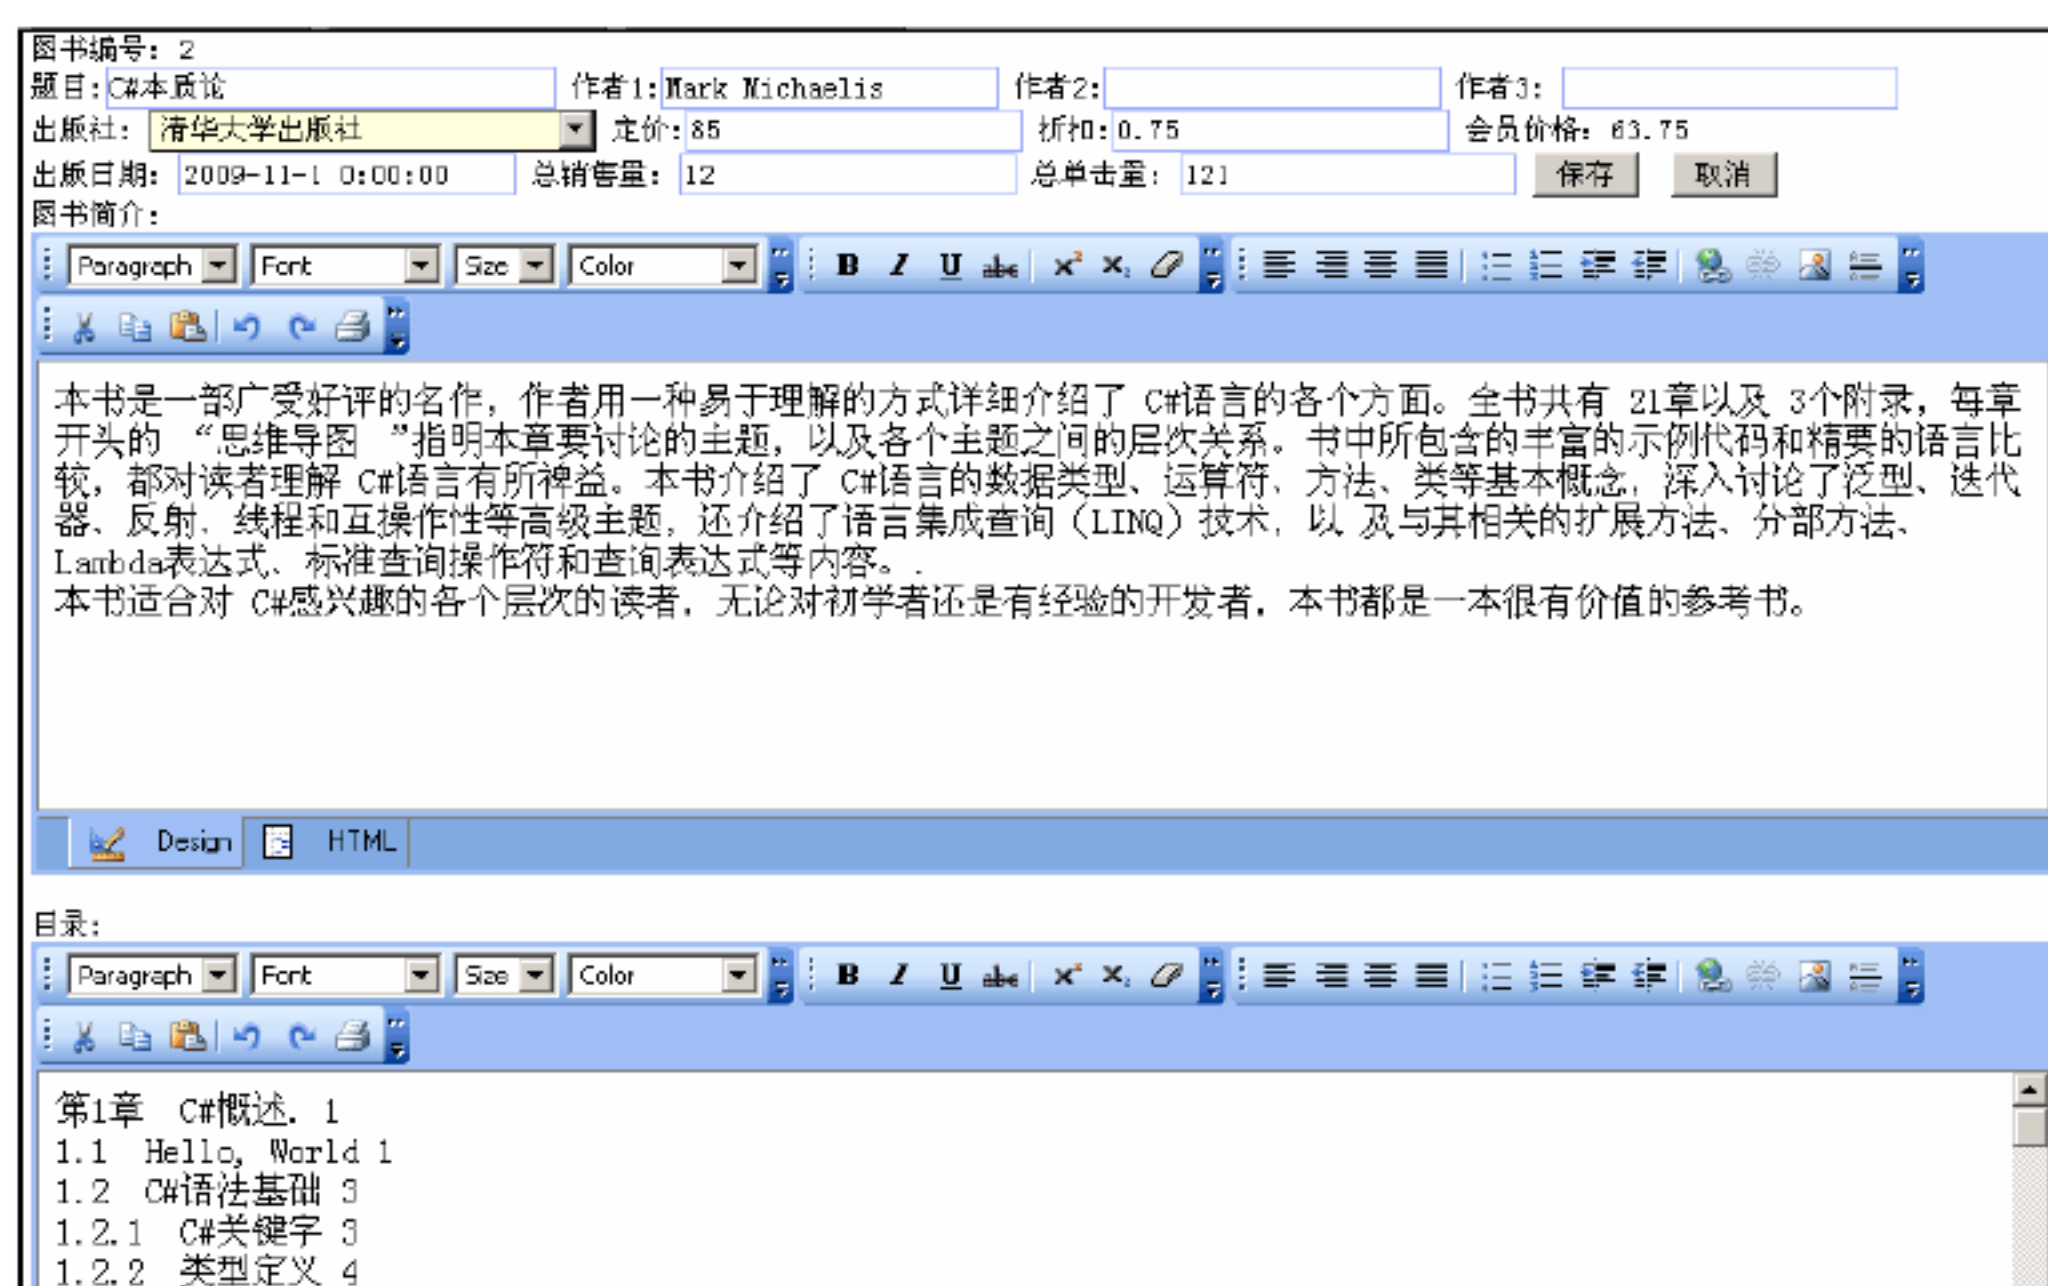 图书编号: 2
题目: C#本质论 作者1: Mark Michaelis 作者2: 作者3:
出版社: 清华大学出版社 定价: 85 折扣: 0.75 会员价格: 63.75
出版日期: 2009-11-1 0:00:00 总销售量: 12 总单击量: 121 保存 取消
图书简介:
Paragraph Font Size Color B I U abc x² x₂
本书是一部广受好评的名作，作者用一种易于理解的方式详细介绍了 C#语言的各个方面。全书共有 21章以及 3个附录，每章
开头的 “思维导图 ”指明本章要讨论的主题，以及各个主题之间的层次关系。书中所包含的丰富的示例代码和精要的语言比
较，都对读者理解 C#语言有所裨益。本书介绍了 C#语言的数据类型、运算符、方法、类等基本概念，深入讨论了泛型、迭代
器、反射、线程和互操作性等高级主题，还介绍了语言集成查询（LINQ）技术，以 及与其相关的扩展方法、分部方法、
Lambda表达式、标准查询操作符和查询表达式等内容。.
本书适合对 C#感兴趣的各个层次的读者，无论对初学者还是有经验的开发者，本书都是一本很有价值的参考书。
Design HTML
目录:
Paragraph Font Size Color B I U abc x² x₂
第1章 C#概述. 1
1.1 Hello, World 1
1.2 C#语法基础 3
1.2.1 C#关键字 3
1.2.2 类型定义 4